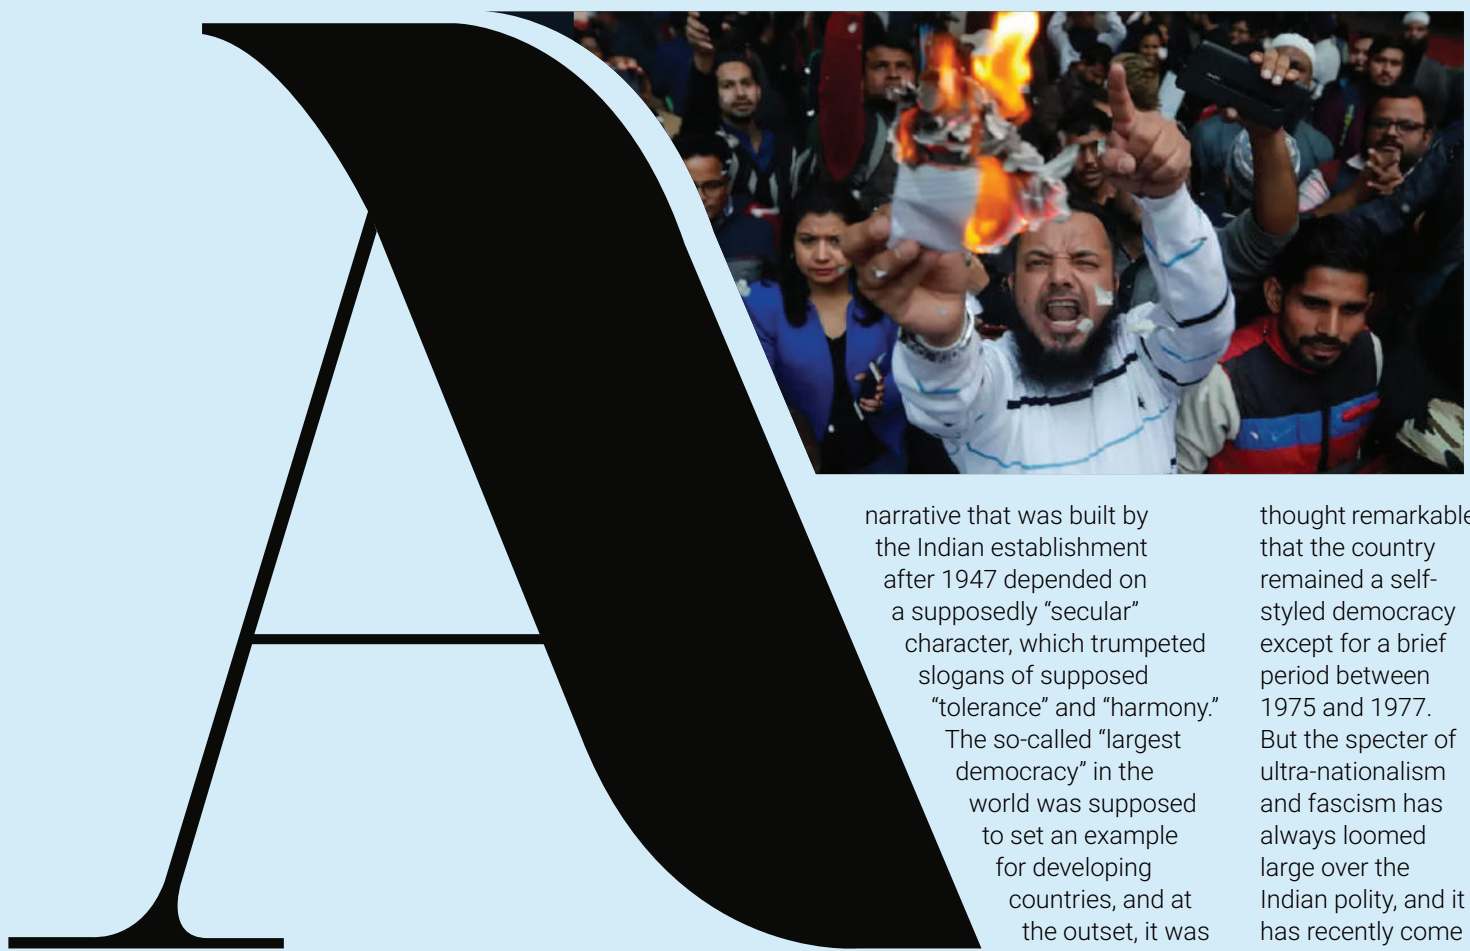 A
narrative that was built by
the Indian establishment
after 1947 depended on
a supposedly “secular”
character, which trumpeted
slogans of supposed
“tolerance” and “harmony.”
The so-called “largest
democracy” in the
world was supposed
to set an example
for developing
countries, and at
the outset, it was
thought remarkable
that the country
remained a self-
styled democracy
except for a brief
period between
1975 and 1977.
But the specter of
ultra-nationalism
and fascism has
always loomed
large over the
Indian polity, and it
has recently come